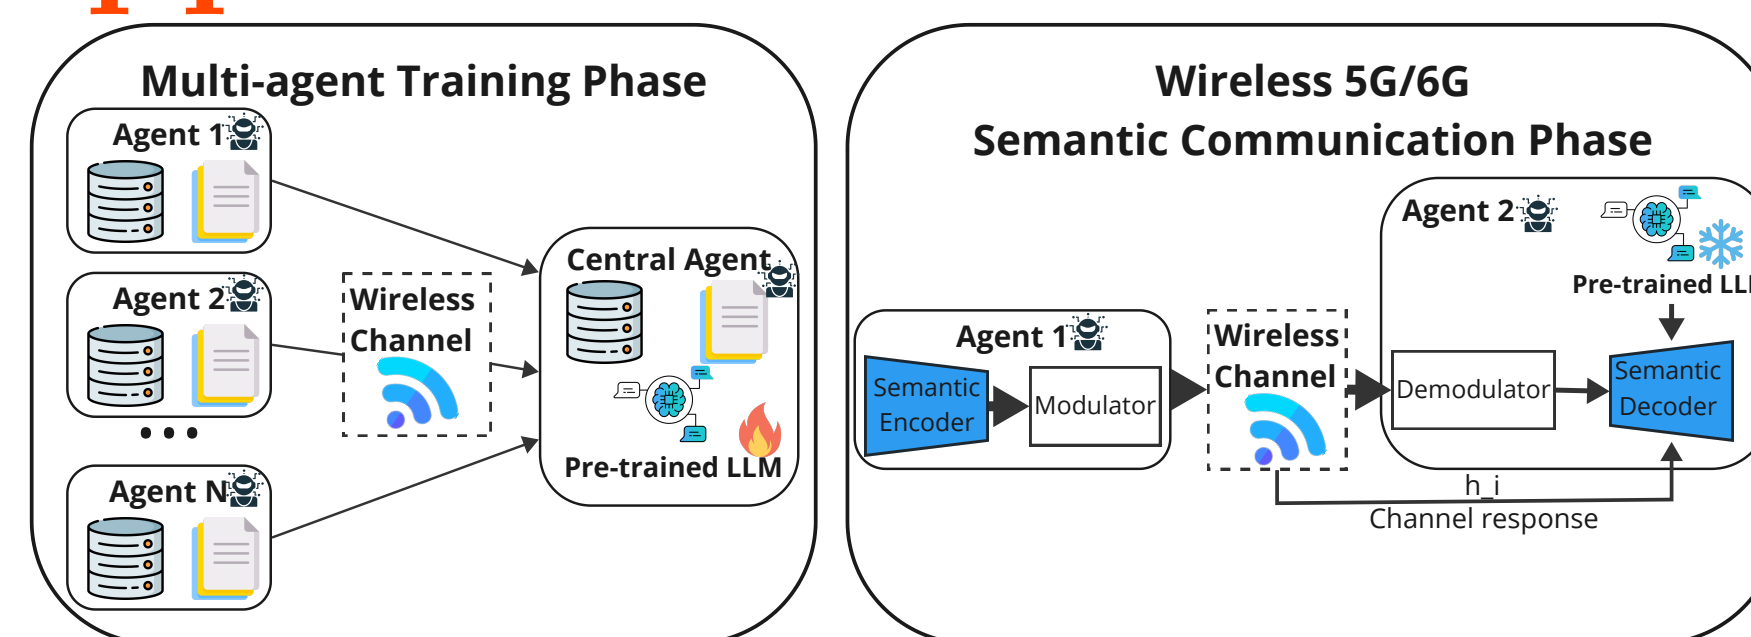 Multi-agent Training Phase
Agent 1
Agent 2
Agent N
Wireless
Channel
Central Agent
Pre-trained LLM
Wireless 5G/6G
Semantic Communication Phase
Agent 1
Semantic
Encoder
Modulator
Wireless
Channel
Agent 2
Pre-trained
Demodulator
Semantic
Decoder
h_i
Channel response